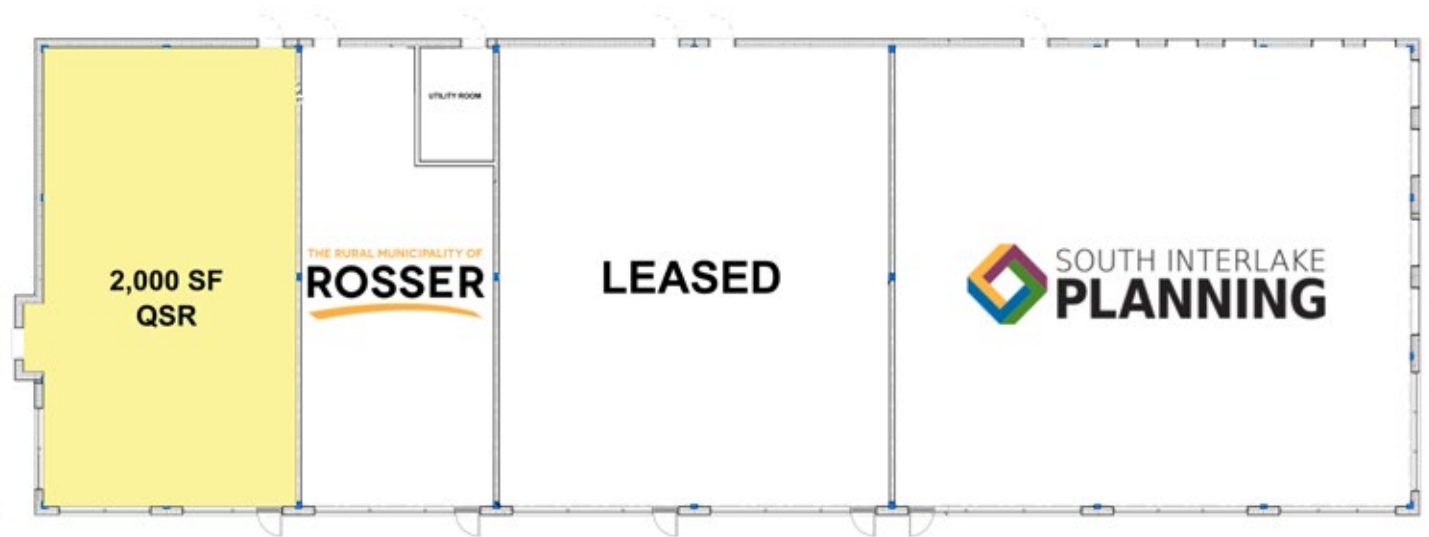 UTILITY ROOM
2,000 SF
QSR
THE RURAL MUNICIPALITY OF
ROSSER
LEASED
SOUTH INTERLAKE
PLANNING